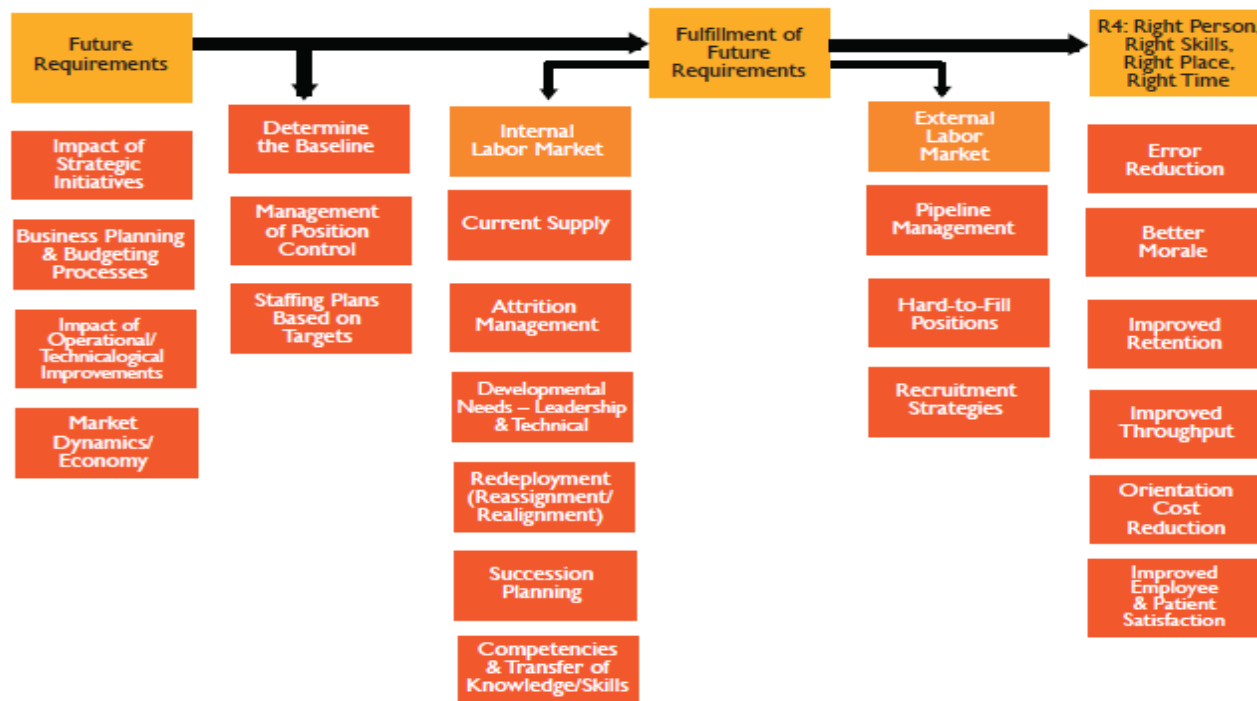 Future
Requirements
Impact of
Strategic
Initiatives
Business Planning
& Budgeting
Processes
Impact of
Operational/
Technicalogical
Improvements
Market
Dynamics/
Economy
Determine
the Baseline
Management
of Position
Control
Staffing Plans
Based on
Targets
Fulfillment of
Future
Requirements
Internal
Labor Market
Current Supply
Attrition
Management
Developmental
Needs – Leadership
& Technical
Redeployment
(Reassignment/
Realignment)
Succession
Planning
Competencies
& Transfer of
Knowledge/Skills
External
Labor
Market
Pipeline
Management
Hard-to-Fill
Positions
Recruitment
Strategies
R4: Right Person,
Right Skills,
Right Place,
Right Time
Error
Reduction
Better
Morale
Improved
Retention
Improved
Throughput
Orientation
Cost
Reduction
Improved
Employee
& Patient
Satisfaction